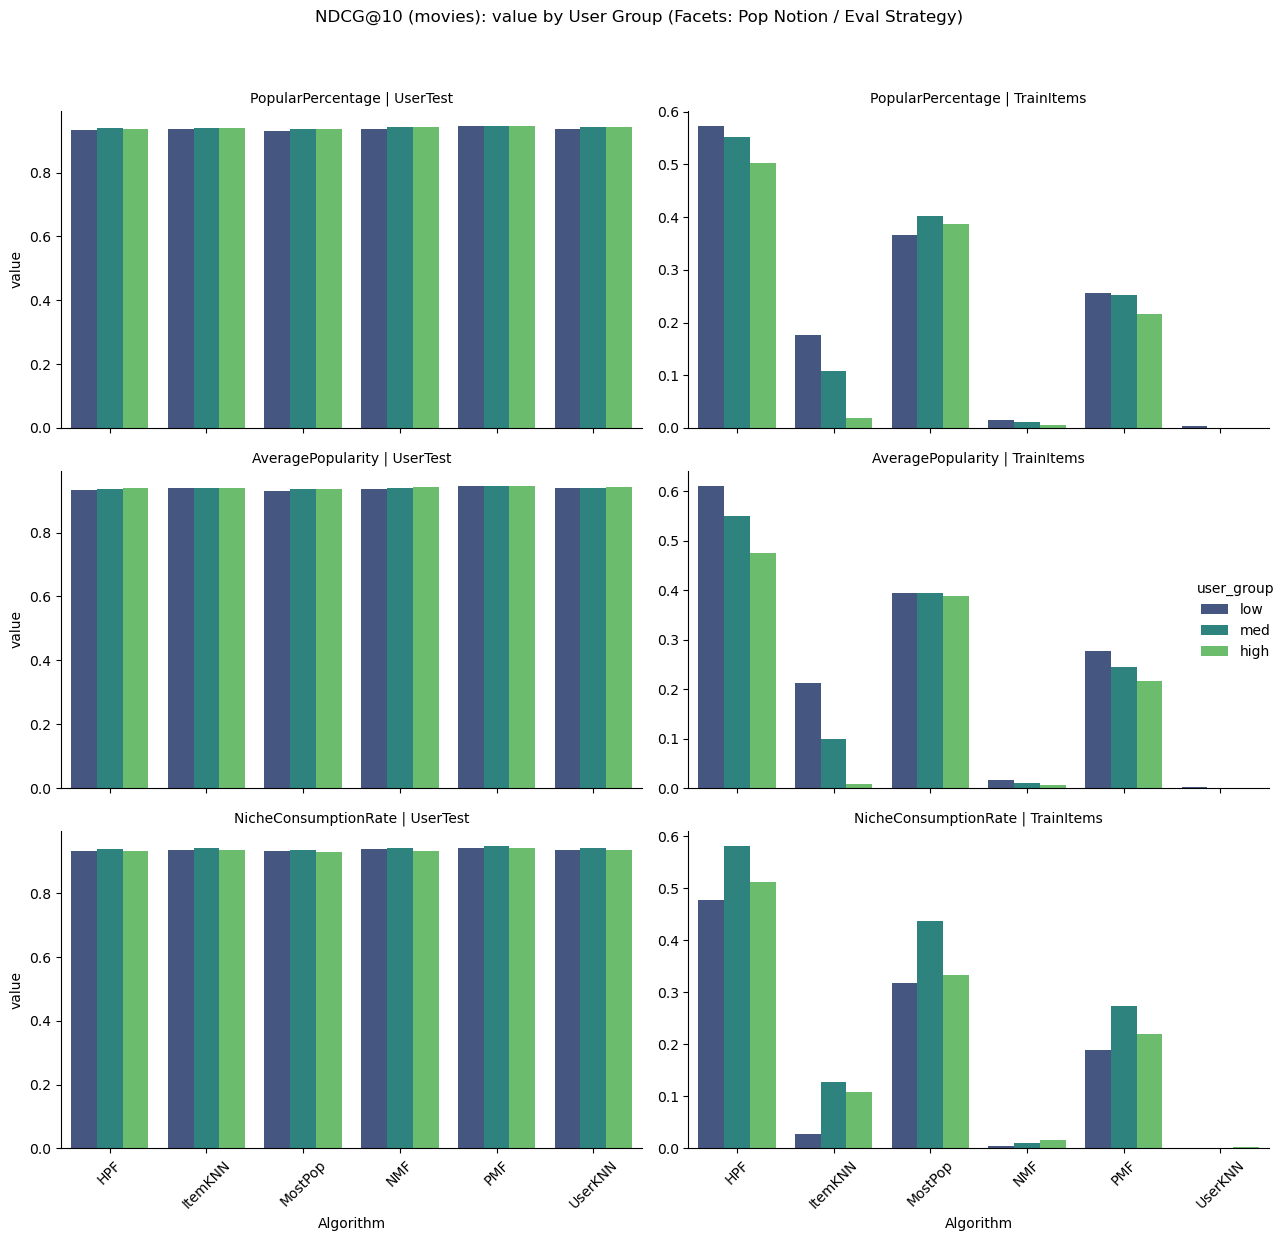 NDCG@10 (movies): value by User Group (Facets: Pop Notion / Eval Strategy)
PopularPercentage | UserTest
PopularPercentage | TrainItems
value
0.8
0.6
0.4
0.2
0.0
0.6
0.5
0.4
0.3
0.2
0.1
0.0
AveragePopularity | UserTest
AveragePopularity | TrainItems
value
0.8
0.6
0.4
0.2
0.0
0.6
0.5
0.4
0.3
0.2
0.1
0.0
user_group
low
med
high
NicheConsumptionRate | UserTest
NicheConsumptionRate | TrainItems
value
0.8
0.6
0.4
0.2
0.0
0.6
0.5
0.4
0.3
0.2
0.1
0.0
HPF
ItemKNN
MostPop
NMF
PMF
UserKNN
HPF
ItemKNN
MostPop
NMF
PMF
UserKNN
Algorithm
Algorithm